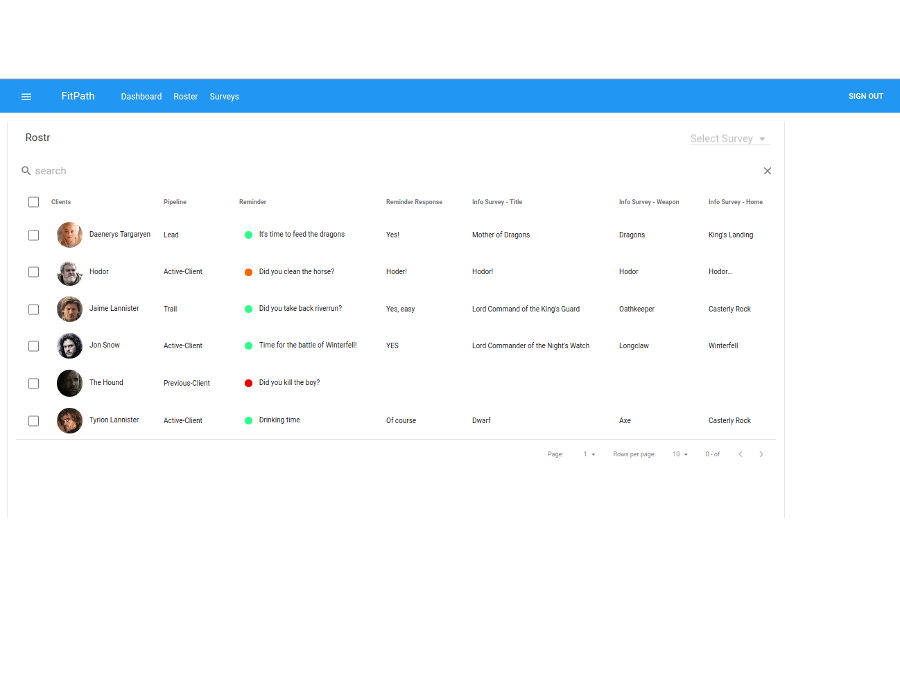 FitPath Dashboard Roster Surveys SIGN OUT
Rostr Select Survey
search
Clients Pipeline Reminder Reminder Response Info Survey - Title Info Survey - Weapon Info Survey - Home
Daenerys Targaryen Lead It's time to feed the dragons Yes! Mother of Dragons Dragons King's Landing
Hodor Active-Client Did you clean the horse? Hoder! Hodor! Hodor Hodor...
Jaime Lannister Trail Did you take back riverrun? Yes, easy Lord Command of the King's Guard Oathkeeper Casterly Rock
Jon Snow Active-Client Time for the battle of Winterfell! YES Lord Commander of the Night's Watch Longclaw Winterfell
The Hound Previous-Client Did you kill the boy?
Tyrion Lannister Active-Client Drinking time Of course Dwarf Axe Casterly Rock
Page: 1 Rows per page: 10 0 - of